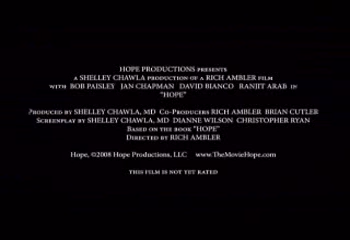 HOPE PRODUCTIONS PRESENTS
A SHELLEY CHAWLA PRODUCTION OF A RICH AMBLER FILM
WITH BOB PAISLEY JAN CHAPMAN DAVID BIANCO RANJIT ARAB IN
"HOPE"
PRODUCED BY SHELLEY CHAWLA, MD CO-PRODUCERS RICH AMBLER BRIAN CUTLER
SCREENPLAY BY SHELLEY CHAWLA, MD DIANNE WILSON CHRISTOPHER RYAN
BASED ON THE BOOK "HOPE"
DIRECTED BY RICH AMBLER
Hope, ©2008 Hope Productions, LLC www.TheMovieHope.com
THIS FILM IS NOT YET RATED